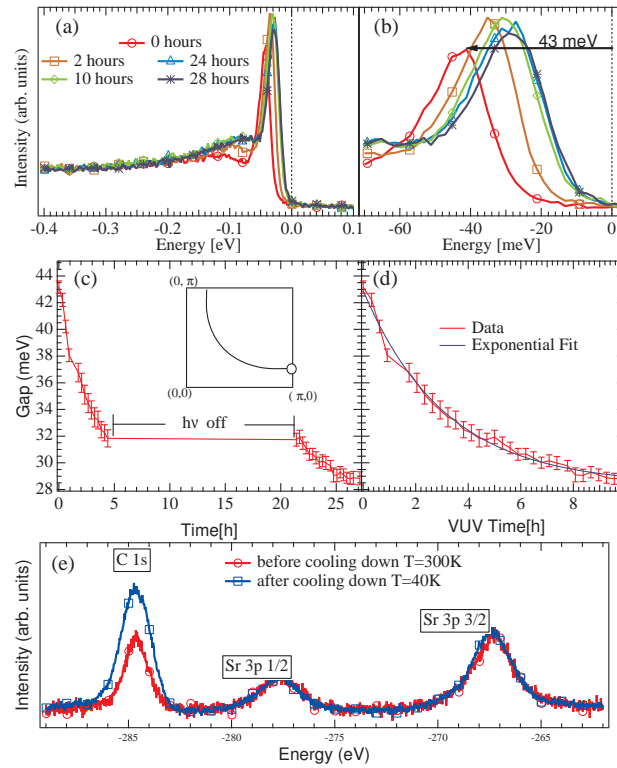 (a)
0 hours
2 hours
24 hours
10 hours
28 hours
Intensity (arb. units)
-0.4 -0.3 -0.2 -0.1 0.0 0.1
Energy [eV]
(b)
43 meV
Intensity (arb. units)
-60 -40 -20 0
Energy [meV]
(c)
44
42
40
38
36
34
32
30
28
Gap (meV)
(0, π)
(0,0)
(π,0)
hν off
0 5 10 15 20 25
Time[h]
(d)
Data
Exponential Fit
0 2 4 6 8
VUV Time[h]
(e)
C 1s
before cooling down T=300K
after cooling down T=40K
Sr 3p 1/2
Sr 3p 3/2
Intensity (arb. units)
-285 -280 -275 -270 -265
Energy (eV)